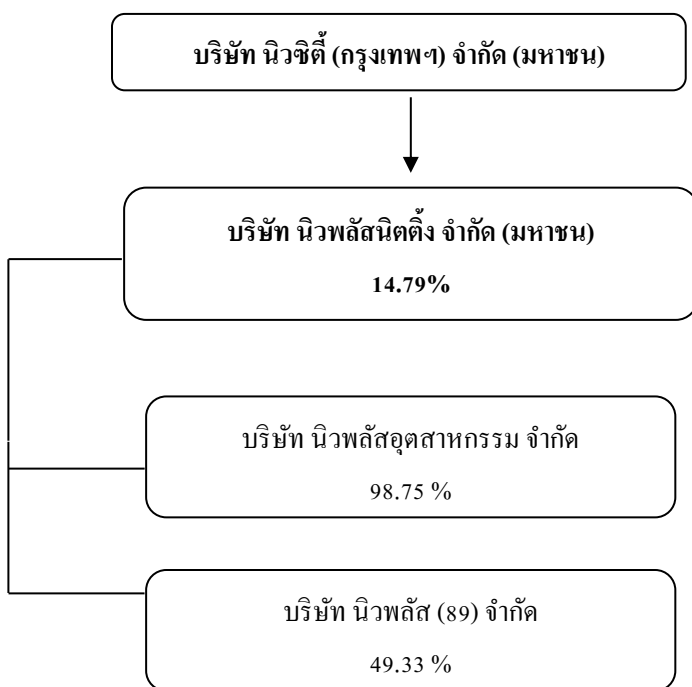 บริษัท นิวซิตี้ (กรุงเทพฯ) จำกัด (มหาชน)
บริษัท นิวพลัสนิตติ้ง จำกัด (มหาชน)
14.79%
บริษัท นิวพลัสอุตสาหกรรม จำกัด
98.75 %
บริษัท นิวพลัส (89) จำกัด
49.33 %